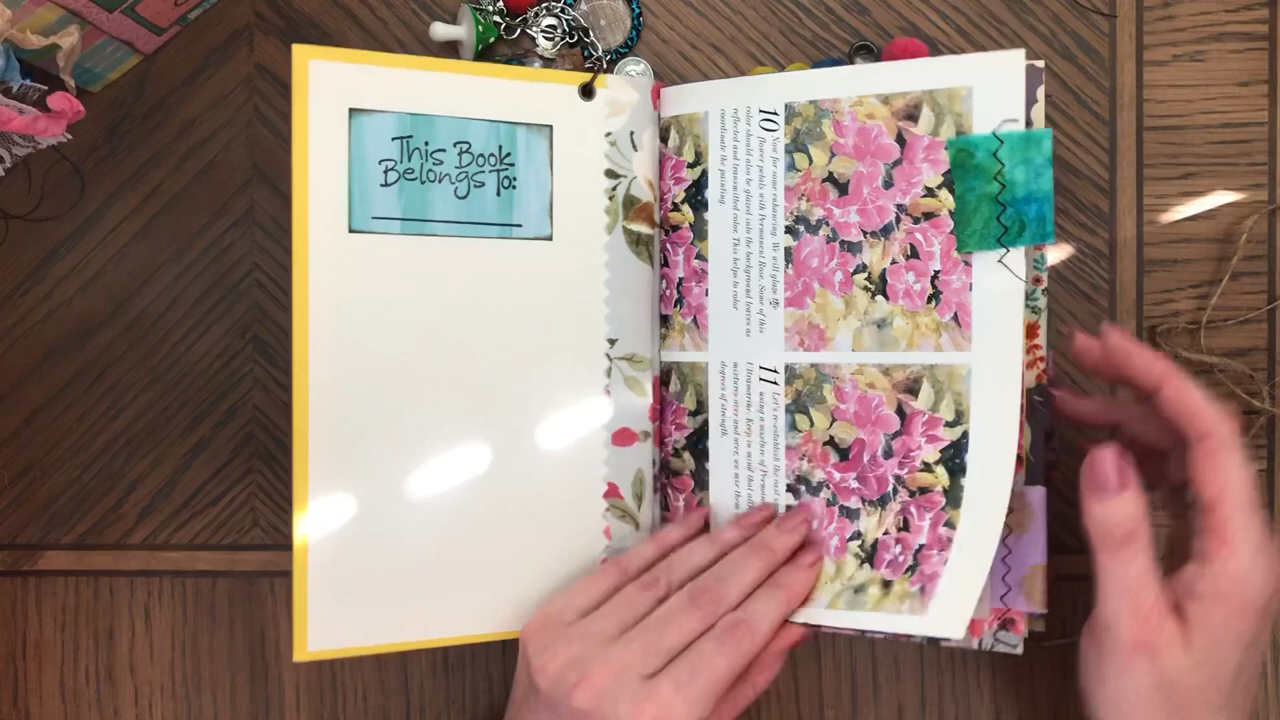 This Book
Belongs To:
10 Now for some enhancing. We will glaze the
flower petals with Permanent Rose. Some of this
color should also be glazed into the background leaves as
reflected and transmitted color. This helps to color
coordinate the painting.
11 Let's re-establish the cast
using a mixture of
Ultramarine. Keep in mind that
mixtures over and over, we mix them
degrees of strength.